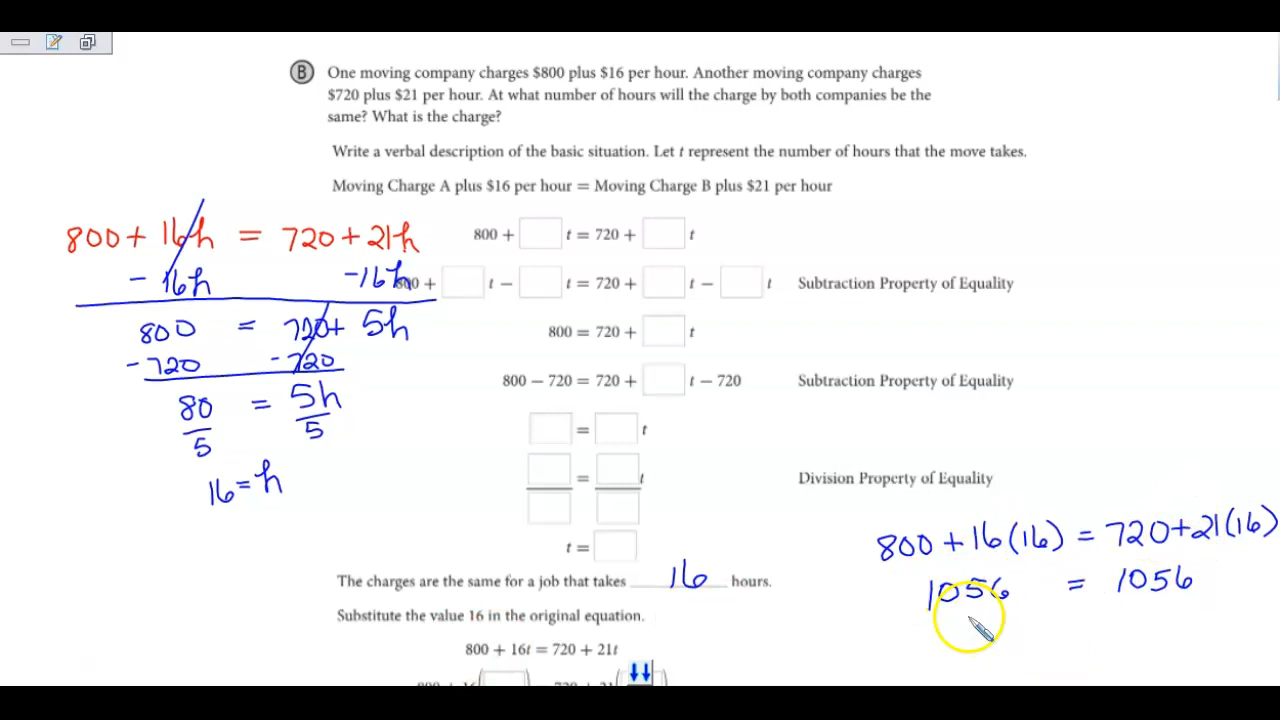 B One moving company charges $800 plus $16 per hour. Another moving company charges
$720 plus $21 per hour. At what number of hours will the charge by both companies be the
same? What is the charge?
Write a verbal description of the basic situation. Let t represent the number of hours that the move takes.
Moving Charge A plus $16 per hour = Moving Charge B plus $21 per hour
800 + 16h = 720 + 21h
- 16h -16h
800 = 720 + 5h
-720 -720
80 = 5h
5 5
16 = h
800 + t = 720 + t
+ t − t = 720 + t − t Subtraction Property of Equality
800 = 720 + t
800 − 720 = 720 + t − 720 Subtraction Property of Equality
= t
= t Division Property of Equality
t =
The charges are the same for a job that takes 16 hours.
Substitute the value 16 in the original equation.
800 + 16t = 720 + 21t
800 + 16(16) = 720 + 21(16)
1056 = 1056